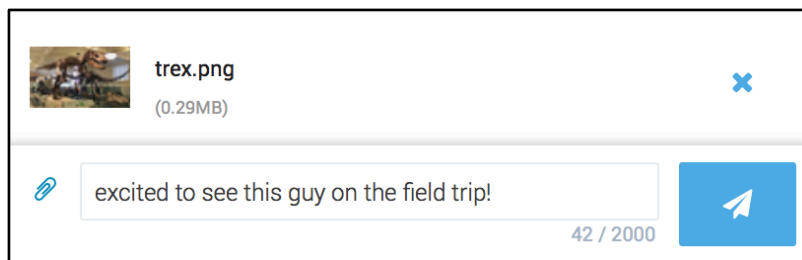 trex.png
(0.29MB)
excited to see this guy on the field trip!
42 / 2000